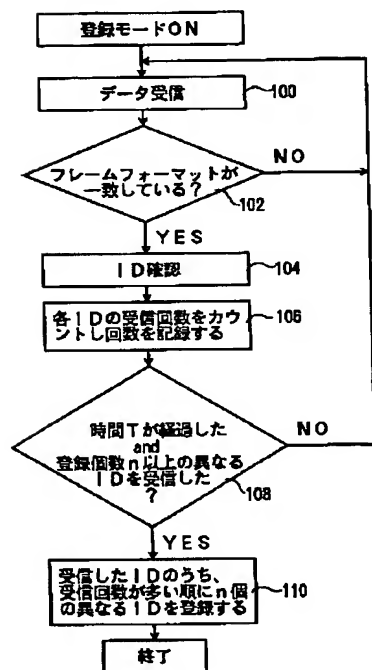 登録モードON
データ受信
100
フレームフォーマットが
一致している？
NO
102
YES
ID確認
104
各IDの受信回数をカウ
ントし回数を記録する
106
時間Tが経過した
and
登録個数n以上の異なる
IDを受信した
？
NO
108
YES
受信したIDのうち、
受信回数が多い順にn個
の異なるIDを登録する
110
終了